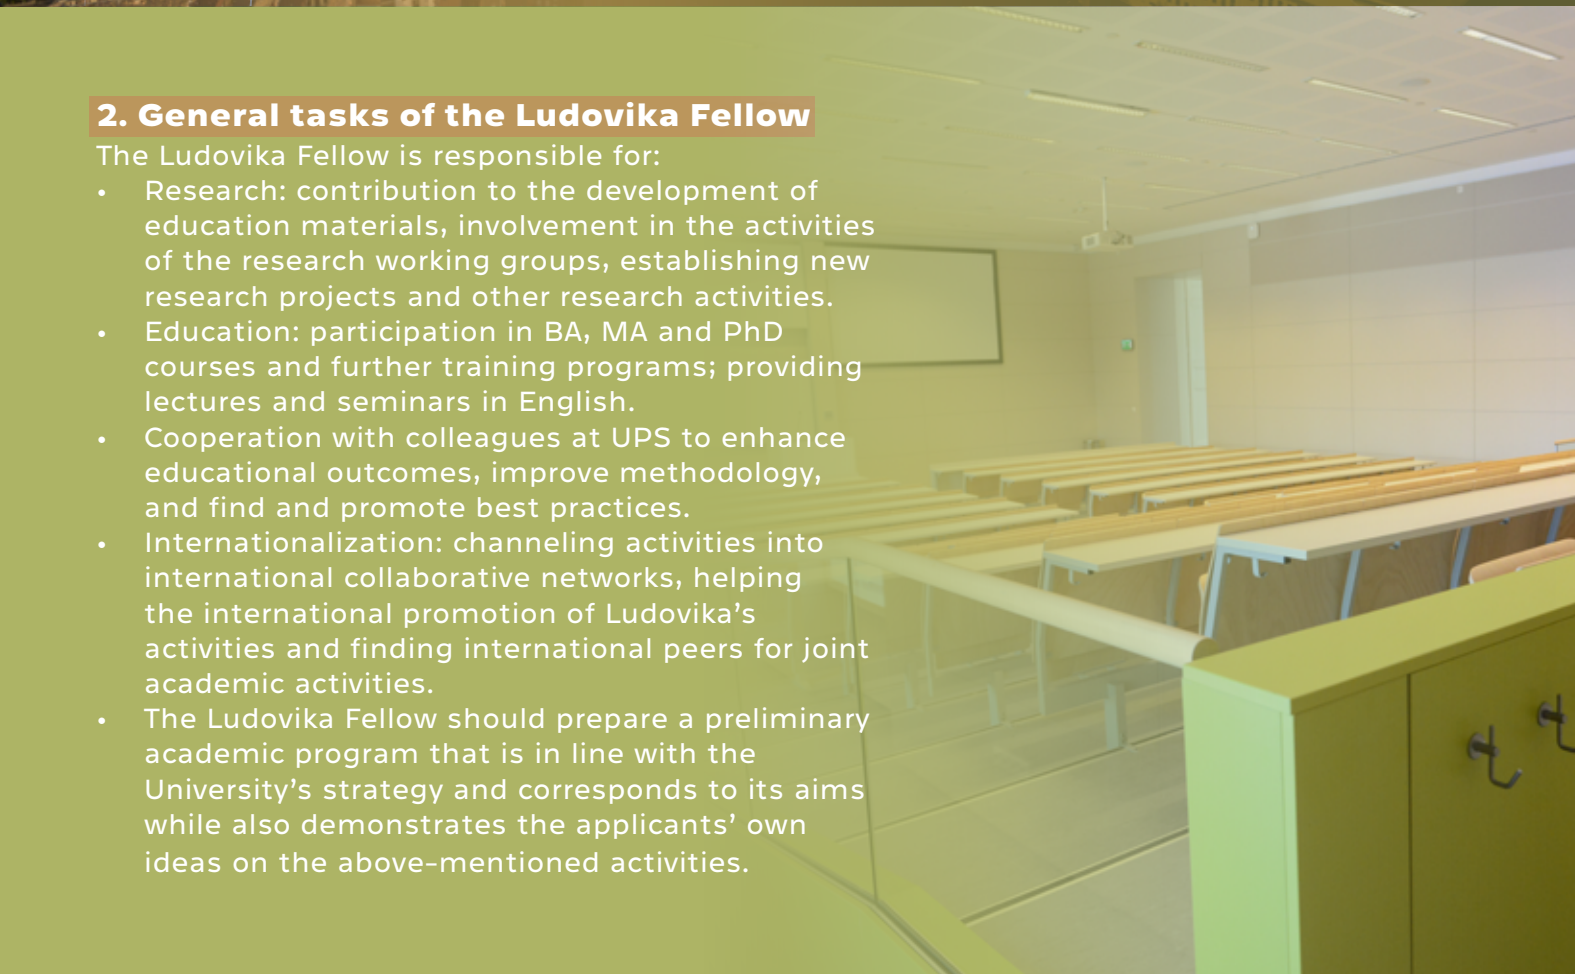 2. General tasks of the Ludovika Fellow
The Ludovika Fellow is responsible for:
• Research: contribution to the development of
education materials, involvement in the activities
of the research working groups, establishing new
research projects and other research activities.
• Education: participation in BA, MA and PhD
courses and further training programs; providing
lectures and seminars in English.
• Cooperation with colleagues at UPS to enhance
educational outcomes, improve methodology,
and find and promote best practices.
• Internationalization: channeling activities into
international collaborative networks, helping
the international promotion of Ludovika’s
activities and finding international peers for joint
academic activities.
• The Ludovika Fellow should prepare a preliminary
academic program that is in line with the
University’s strategy and corresponds to its aims
while also demonstrates the applicants’ own
ideas on the above-mentioned activities.